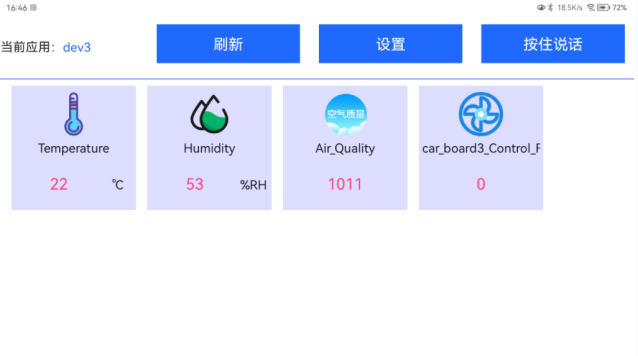 16:46
18.5K/s 72%
当前应用：dev3
刷新
设置
按住说话
空气质量
Temperature
Humidity
Air_Quality
car_board3_Control_F
22 ℃
53 %RH
1011
0